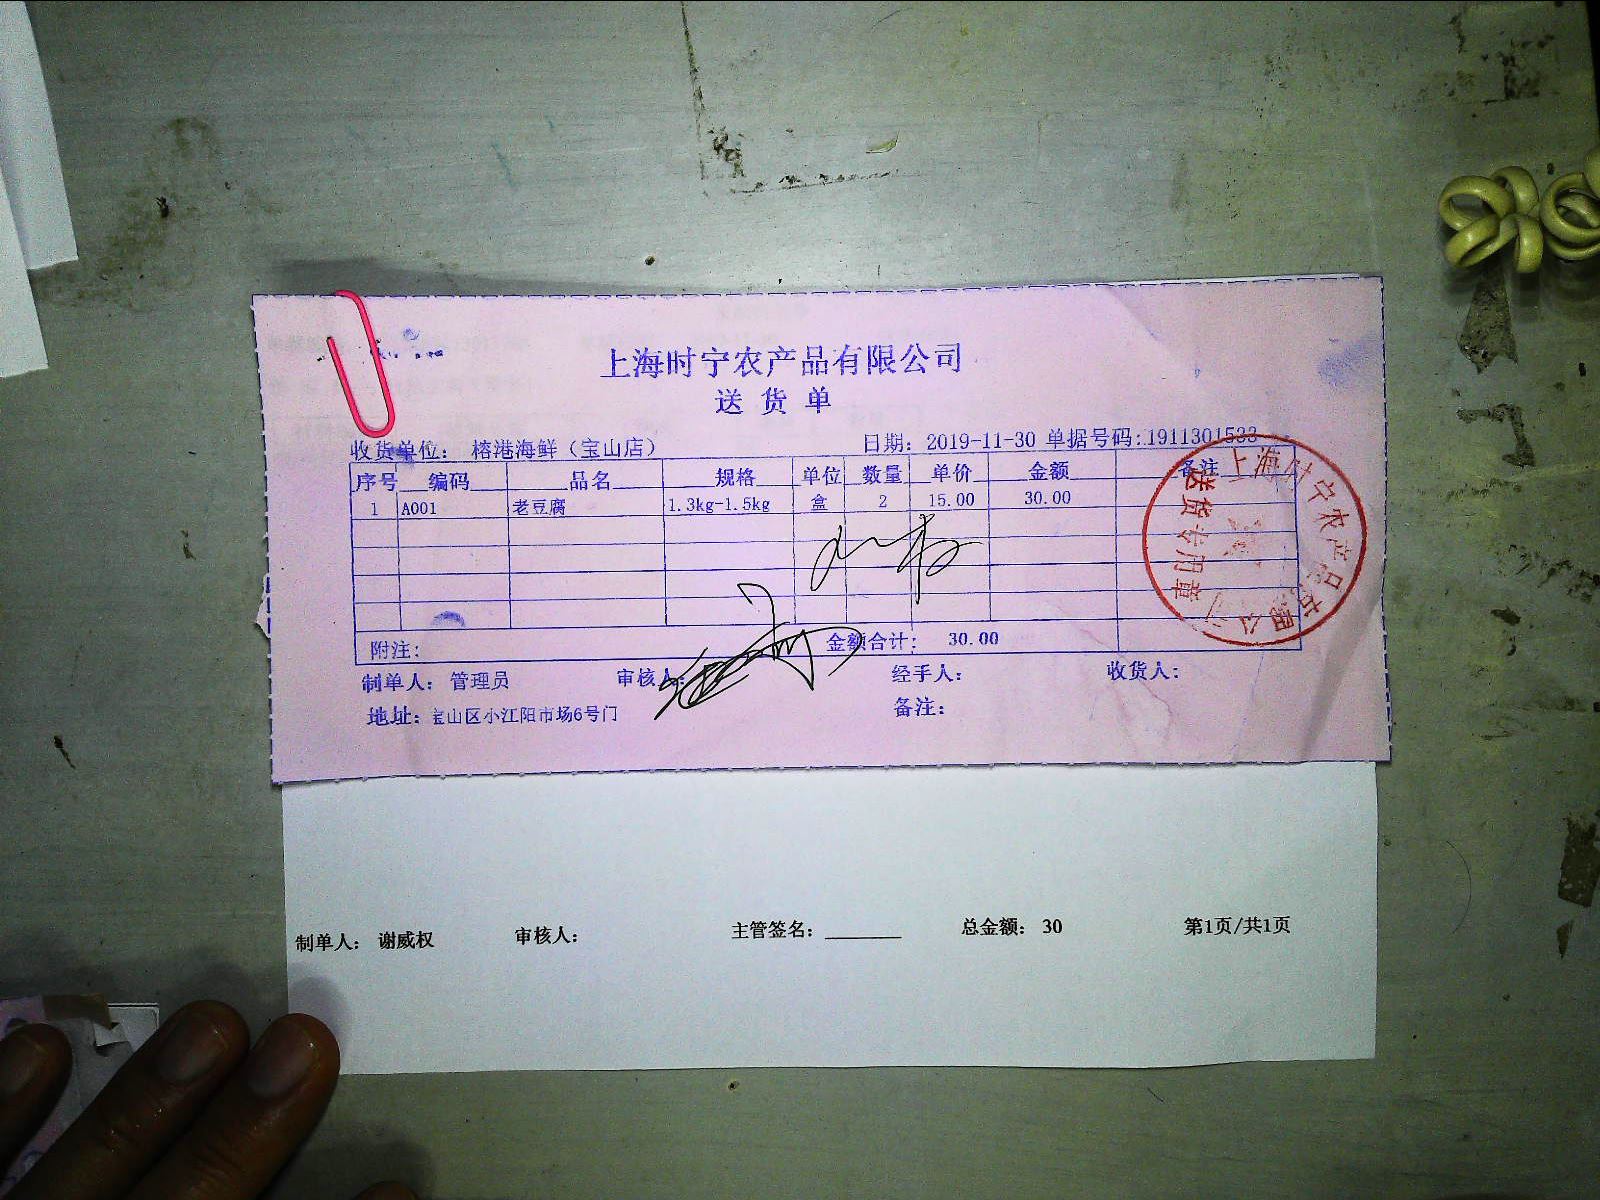 上海时宁农产品有限公司
送 货 单
收货单位： 榕港海鲜（宝山店） 日期： 2019-11-30 单据号码:1911301533
序号 编码 品名 规格 单位 数量 单价 金额 备注
1 A001 老豆腐 1.3kg-1.5kg 盒 2 15.00 30.00
附注： 金额合计： 30.00
制单人： 管理员 审核人： 经手人： 收货人：
地址： 宝山区小江阳市场6号门 备注：
上海时宁农产品有限公司
送货专用章
制单人： 谢威权 审核人： 主管签名：________ 总金额： 30 第1页/共1页